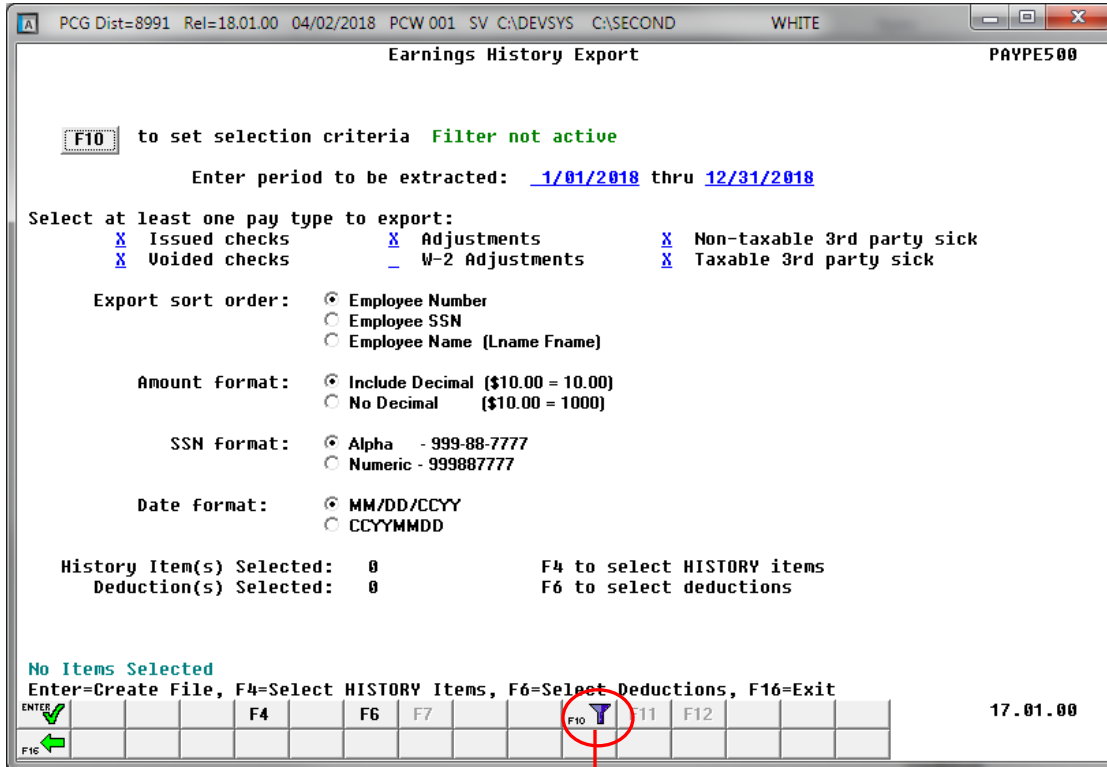 A PCG Dist=8991 Rel=18.01.00 04/02/2018 PCW 001 SV C:\DEVSYS C:\SECOND WHITE
Earnings History Export PAYPE500
F10 to set selection criteria Filter not active
Enter period to be extracted: 1/01/2018 thru 12/31/2018
Select at least one pay type to export:
X Issued checks X Adjustments X Non-taxable 3rd party sick
X Voided checks _ W-2 Adjustments X Taxable 3rd party sick
Export sort order: Employee Number
Employee SSN
Employee Name (Lname Fname)
Amount format: Include Decimal ($10.00 = 10.00)
No Decimal ($10.00 = 1000)
SSN format: Alpha - 999-88-7777
Numeric - 999887777
Date format: MM/DD/CCYY
CCYYMMDD
History Item(s) Selected: 0 F4 to select HISTORY items
Deduction(s) Selected: 0 F6 to select deductions
No Items Selected
Enter=Create File, F4=Select HISTORY Items, F6=Select Deductions, F16=Exit
ENTER F4 F6 F7 F10 F11 F12 17.01.00
F16